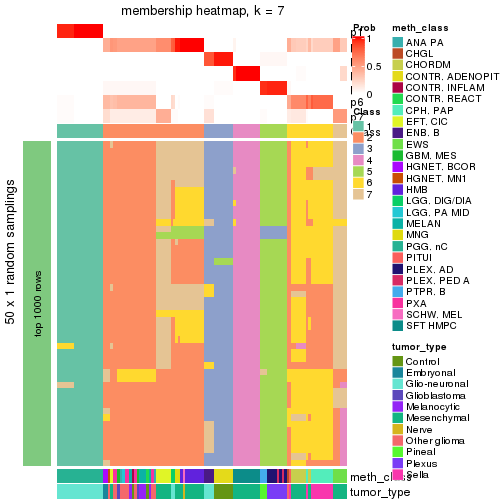 membership heatmap, k = 7
50 x 1 random samplings
top 1000 rows
p1
p6
p7
Class
meth_class
tumor_type
Prob
1
0.5
0
Class
1
2
3
4
5
6
7
meth_class
ANA PA
CHGL
CHORDM
CONTR. ADENOPIT
CONTR. INFLAM
CONTR. REACT
CPH. PAP
EFT. CIC
ENB. B
EWS
GBM. MES
HGNET. BCOR
HGNET. MN1
HMB
LGG. DIG/DIA
LGG. PA MID
MELAN
MNG
PGG. nC
PITUI
PLEX. AD
PLEX. PED A
PTPR. B
PXA
SCHW. MEL
SFT HMPC
tumor_type
Control
Embryonal
Glio-neuronal
Glioblastoma
Melanocytic
Mesenchymal
Nerve
Other glioma
Pineal
Plexus
Sella